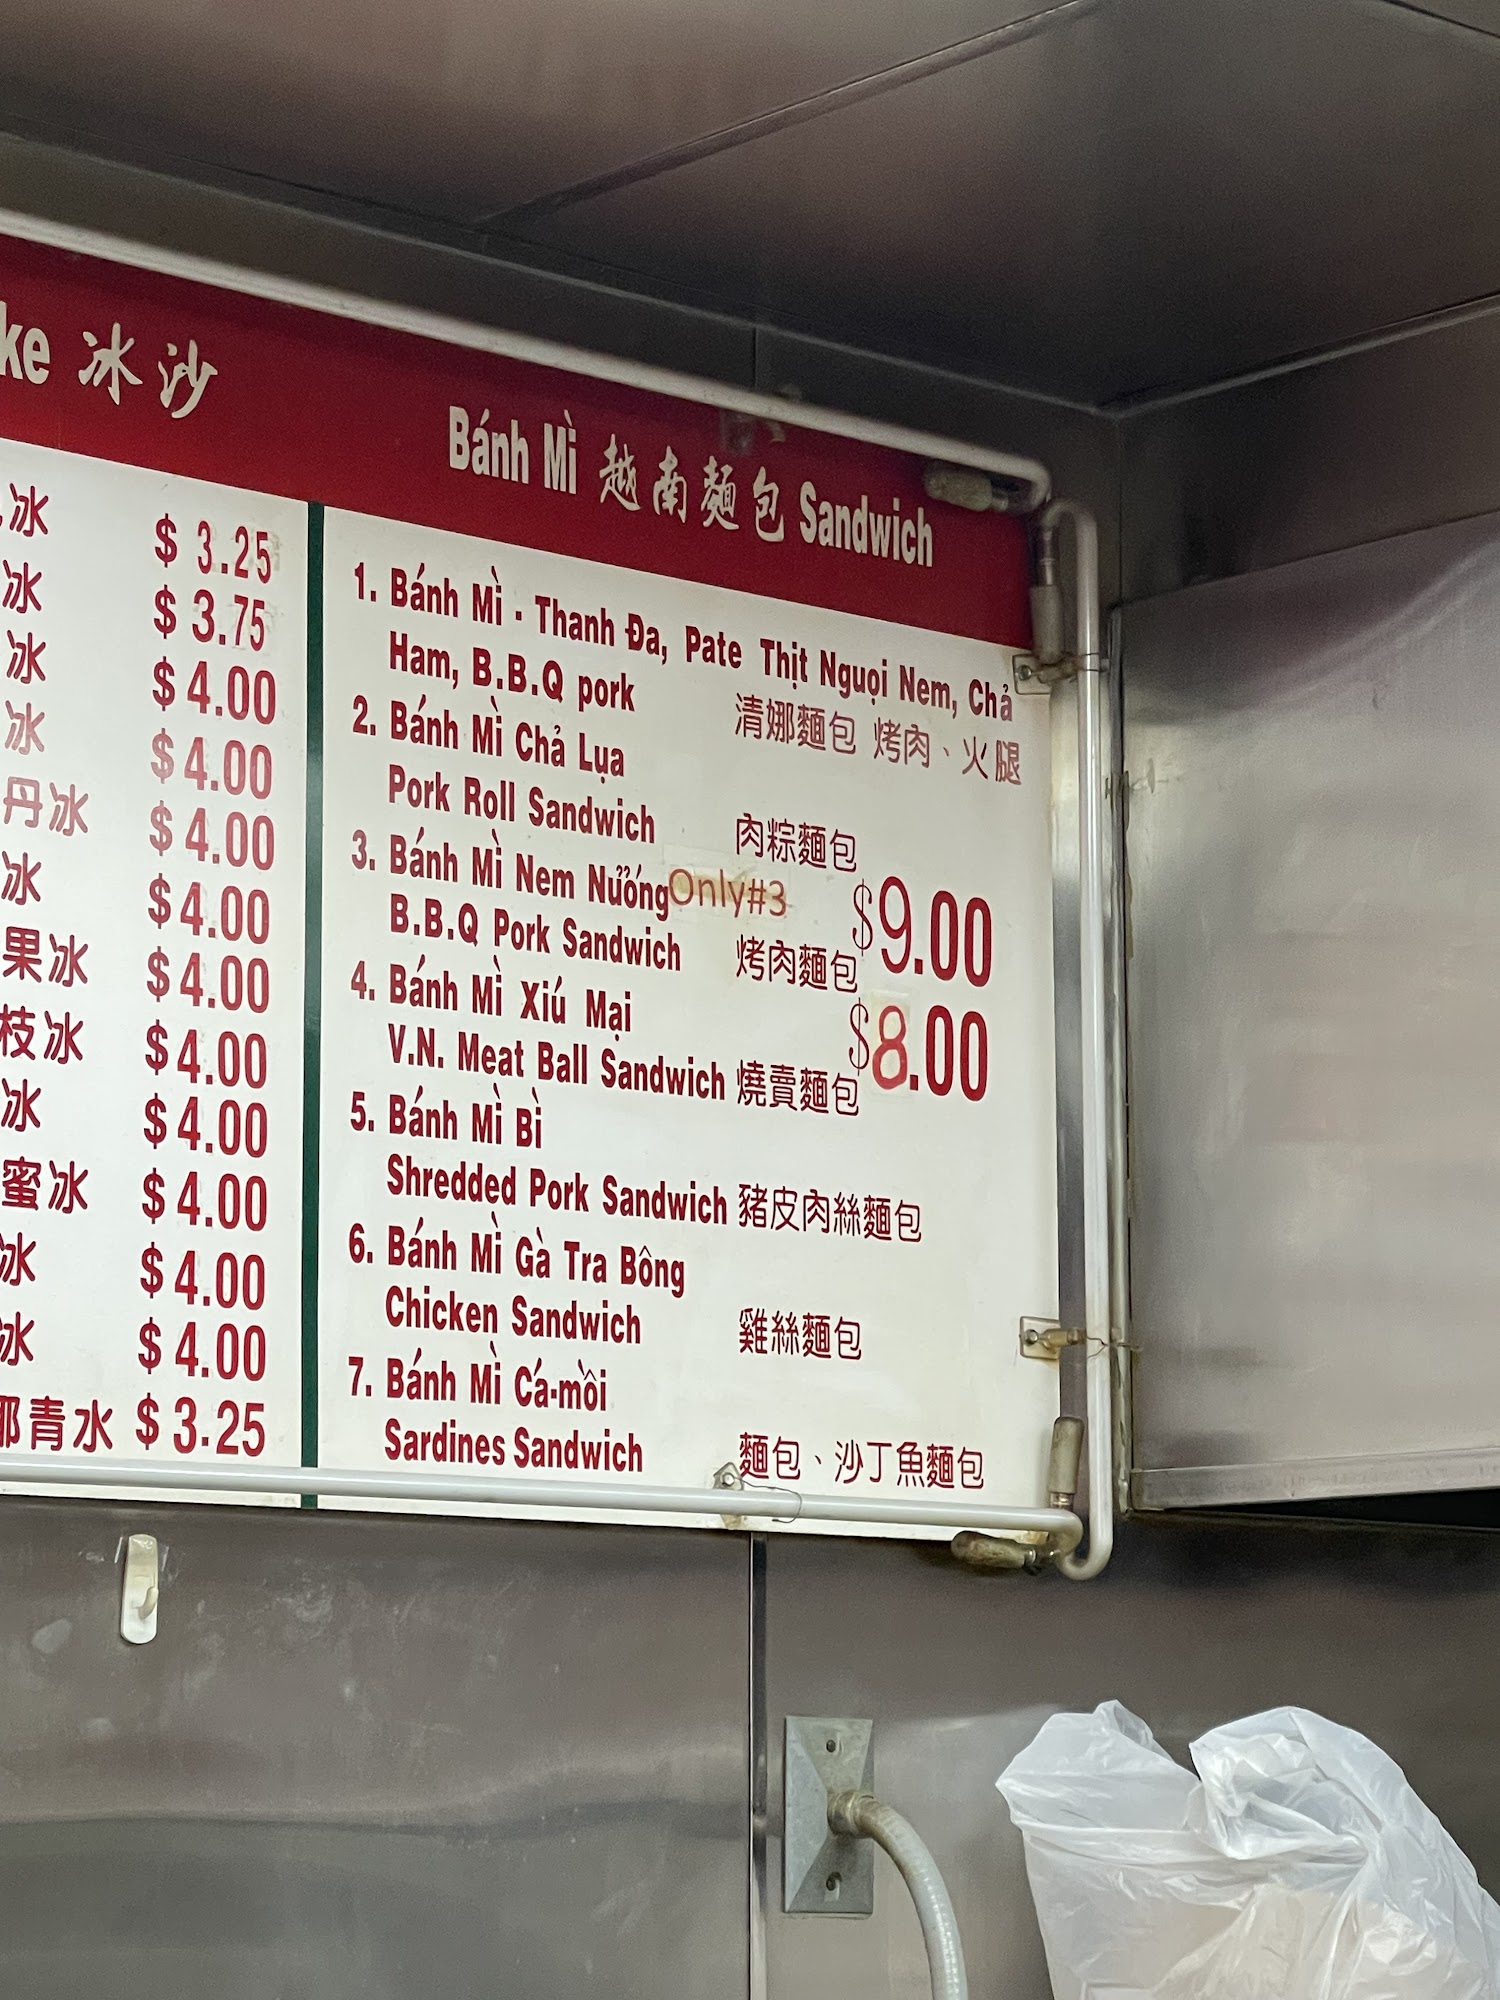 ke 冰沙
冰 $ 3.25
冰 $ 3.75
冰 $ 4.00
冰 $ 4.00
丹冰 $ 4.00
冰 $ 4.00
果冰 $ 4.00
枝冰 $ 4.00
冰 $ 4.00
蜜冰 $ 4.00
冰 $ 4.00
冰 $ 4.00
青水 $ 3.25
Bánh Mì 越南麵包 Sandwich
1. Bánh Mì . Thanh Đa, Pate Thịt Nguọi Nem, Chả
Ham, B.B.Q pork 清娜麵包 烤肉、火腿
2. Bánh Mì Chả Lụa
Pork Roll Sandwich 肉粽麵包
3. Bánh Mì Nem Nướng Only#3 $9.00
B.B.Q Pork Sandwich 烤肉麵包
4. Bánh Mì Xiú Mại $8.00
V.N. Meat Ball Sandwich 燒賣麵包
5. Bánh Mì Bì
Shredded Pork Sandwich 豬皮肉絲麵包
6. Bánh Mì Gà Tra Bông
Chicken Sandwich 雞絲麵包
7. Bánh Mì Cá-mồi
Sardines Sandwich 麵包、沙丁魚麵包